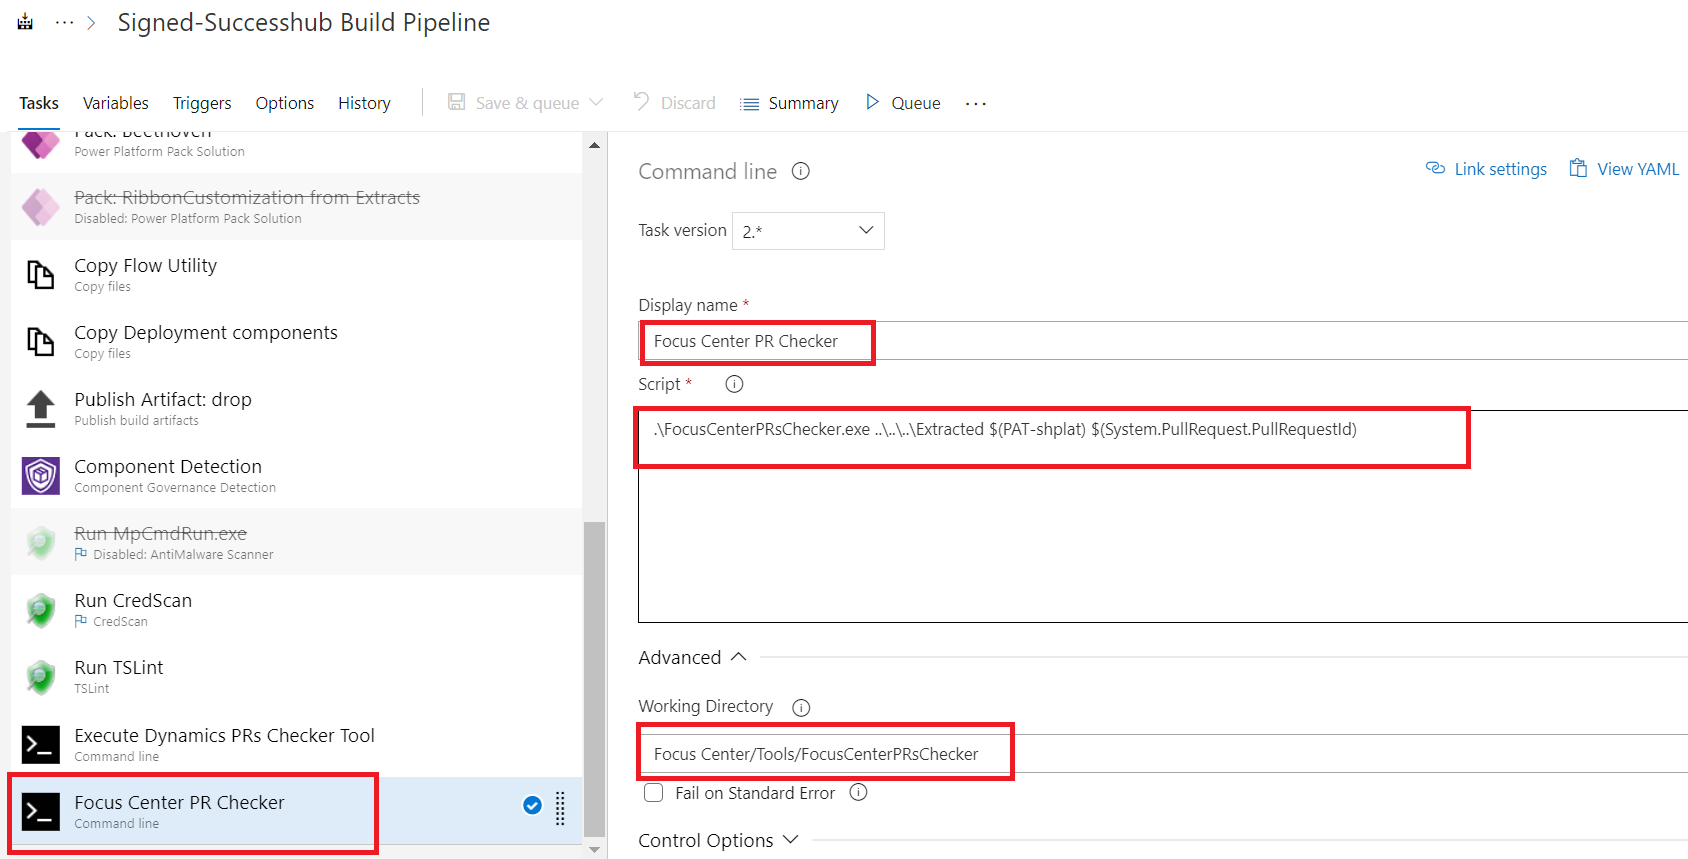 ··· > Signed-Successhub Build Pipeline
Tasks Variables Triggers Options History Save & queue Discard Summary Queue ···
Pack: Beethoven
Power Platform Pack Solution
Pack: RibbonCustomization from Extracts
Disabled: Power Platform Pack Solution
Copy Flow Utility
Copy files
Copy Deployment components
Copy files
Publish Artifact: drop
Publish build artifacts
Component Detection
Component Governance Detection
Run MpCmdRun.exe
Disabled: AntiMalware Scanner
Run CredScan
CredScan
Run TSLint
TSLint
Execute Dynamics PRs Checker Tool
Command line
Focus Center PR Checker
Command line
Command line
Link settings View YAML
Task version 2.*
Display name *
Focus Center PR Checker
Script *
.\FocusCenterPRsChecker.exe ..\..\..\Extracted $(PAT-shplat) $(System.PullRequest.PullRequestId)
Advanced
Working Directory
Focus Center/Tools/FocusCenterPRsChecker
Fail on Standard Error
Control Options